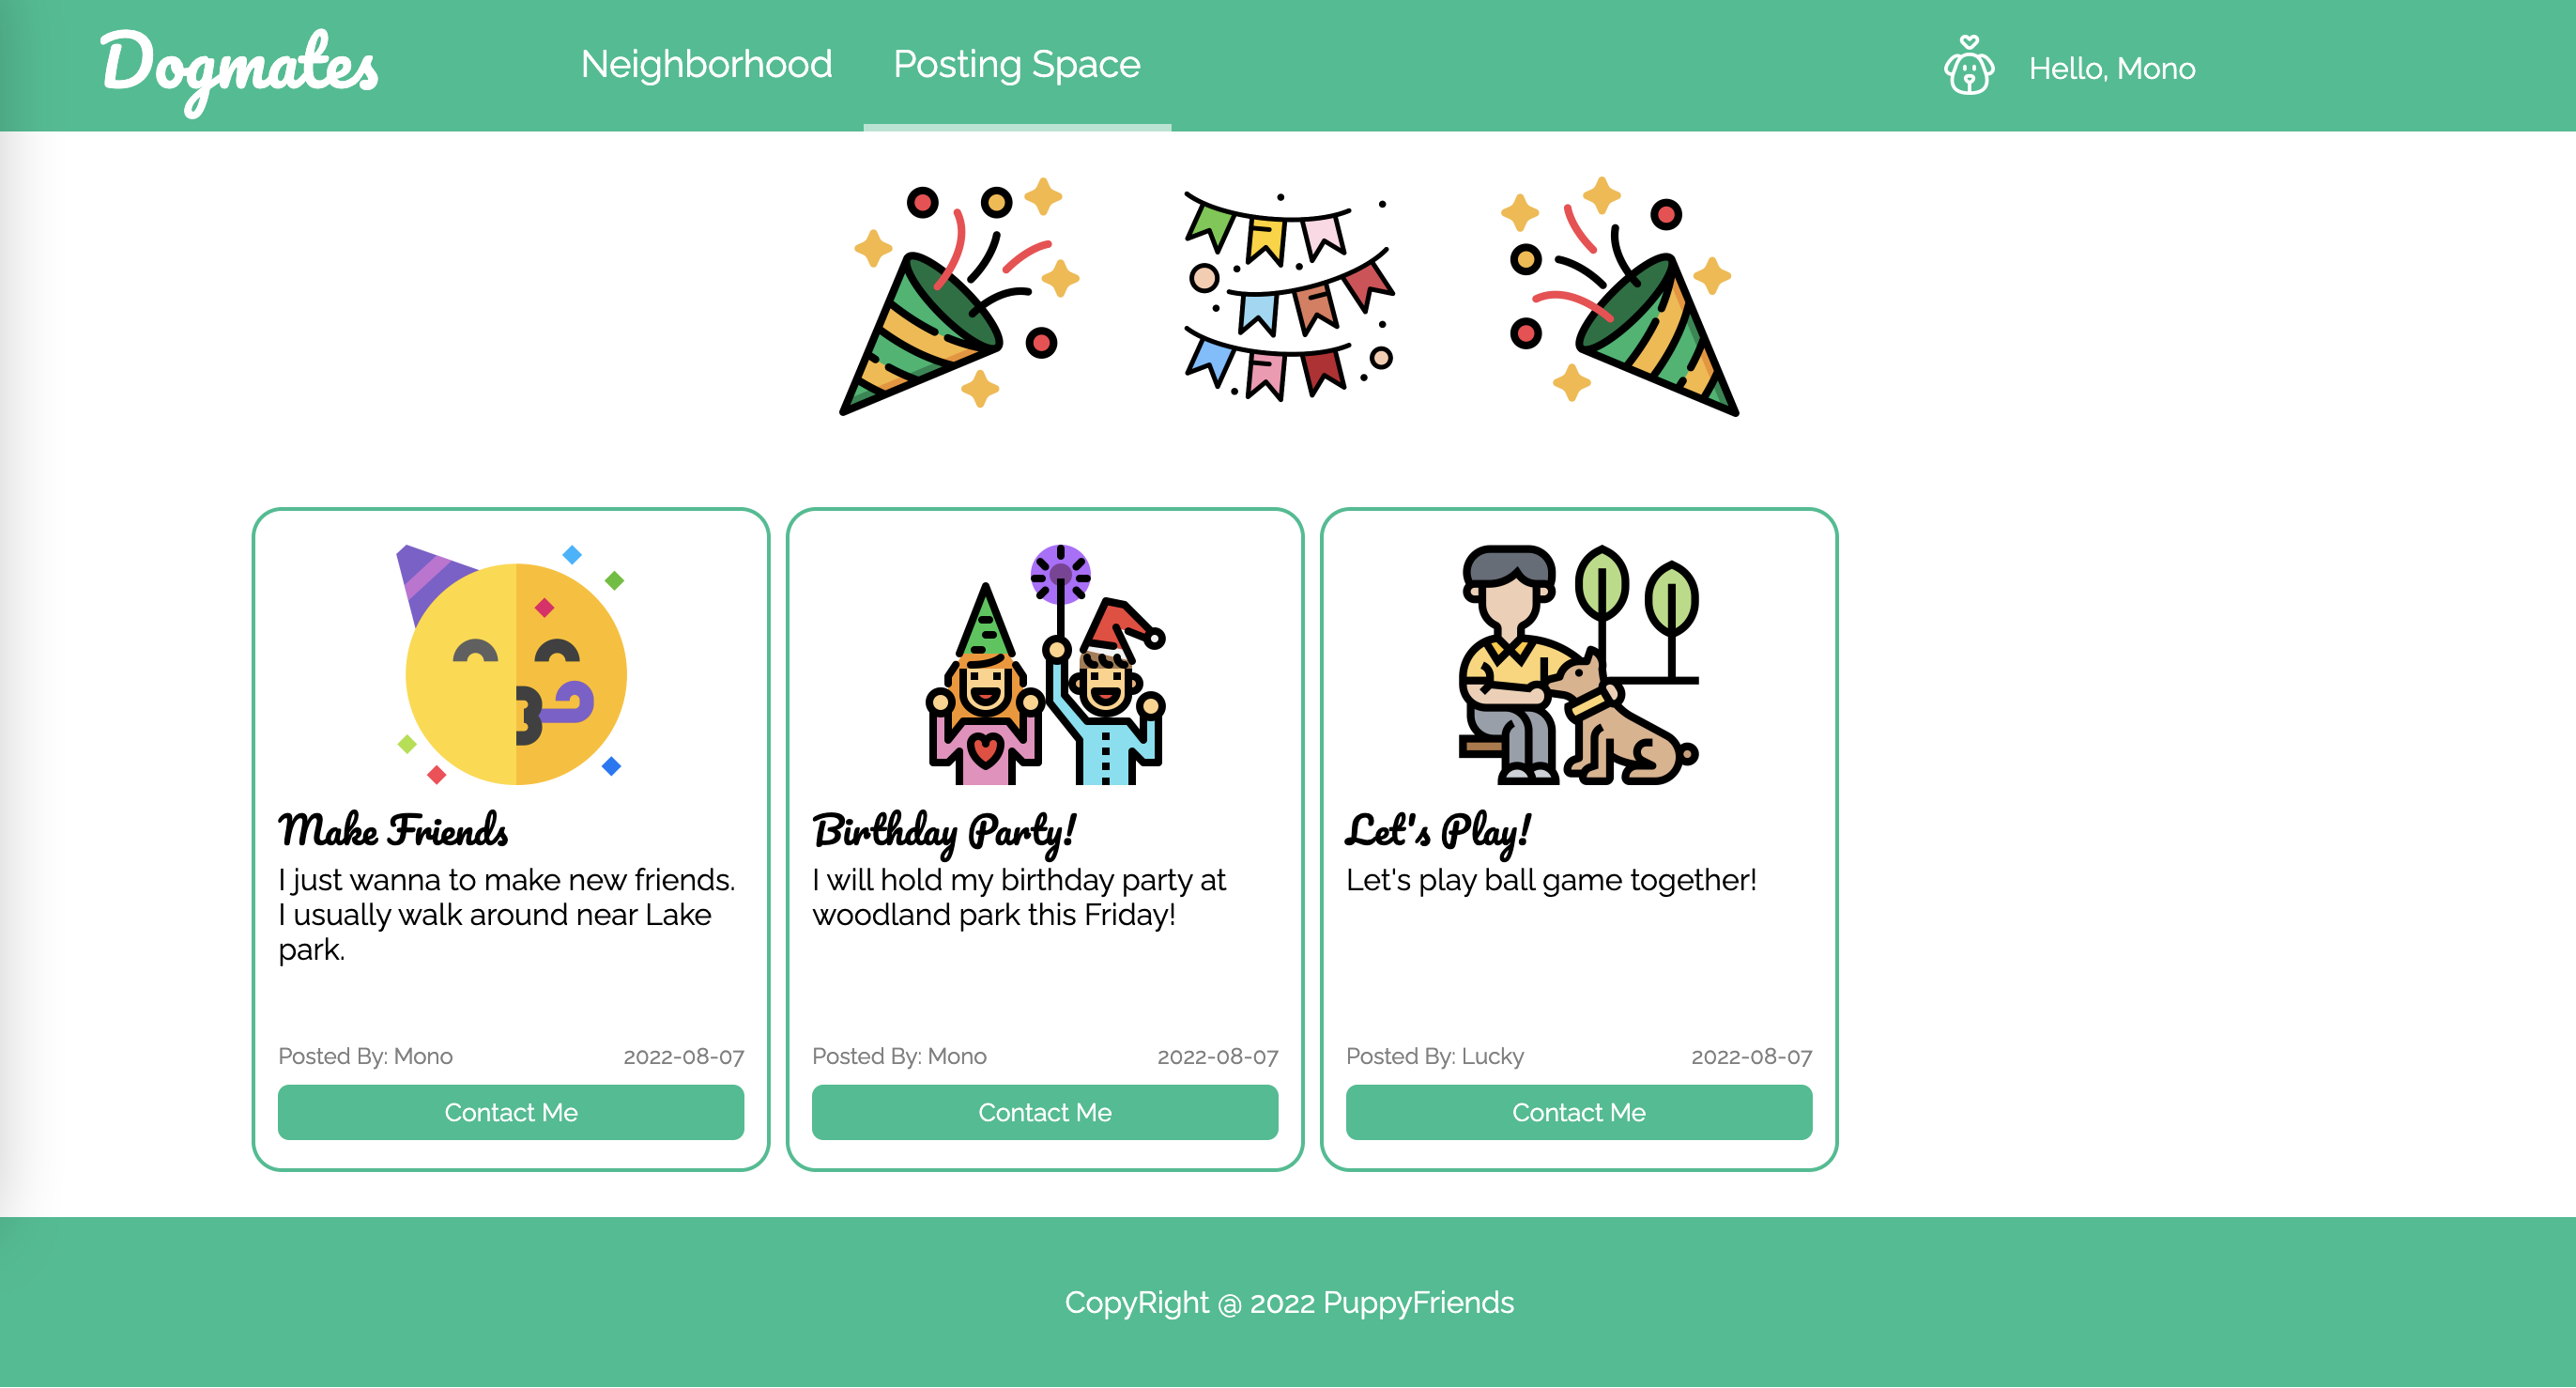 Dogmates
Neighborhood
Posting Space
Hello, Mono
Make Friends
I just wanna to make new friends.
I usually walk around near Lake
park.
Posted By: Mono
2022-08-07
Contact Me
Birthday Party!
I will hold my birthday party at
woodland park this Friday!
Posted By: Mono
2022-08-07
Contact Me
Let's Play!
Let's play ball game together!
Posted By: Lucky
2022-08-07
Contact Me
CopyRight @ 2022 PuppyFriends